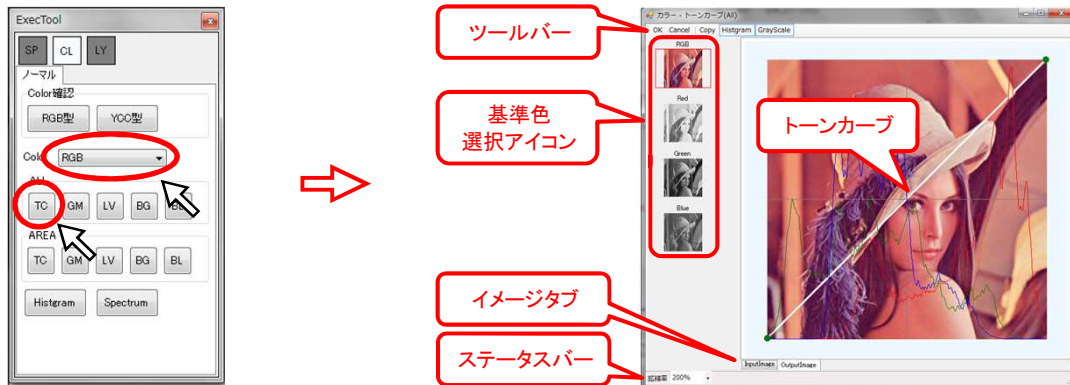 ExecTool
SP CL LY
ノーマル
Color確認
RGB型 YCC型
Color RGB
ALL
TC GM LV BG BL
AREA
TC GM LV BG BL
Histgram Spectrum
ツールバー
基準色
選択アイコン
イメージタブ
ステータスバー
カラー - トーンカーブ(All)
OK Cancel Copy Histgram GrayScale
RGB
Red
Green
Blue
トーンカーブ
InputImage OutputImage
拡縮率 200%